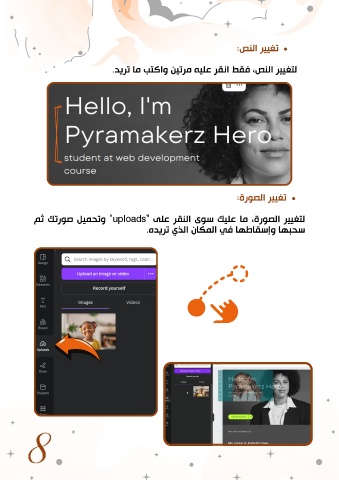 تغيير النص:
لتغيير النص، فقط انقر عليه مرتين واكتب ما تريد.
Hello, I'm
Pyramakerz Hero
student at web development
course
تغيير الصورة:
لتغيير الصورة، ما عليك سوى النقر على "uploads" وتحميل صورتك ثم
سحبها وإسقاطها في المكان الذي تريده.
Design
Search images by keyword, tags, color...
Elements
Upload an image or video
Record yourself
Text
Images
Videos
Brand
Uploads
Draw
Projects
Hello, I'm
Pyramakerz Hero
8